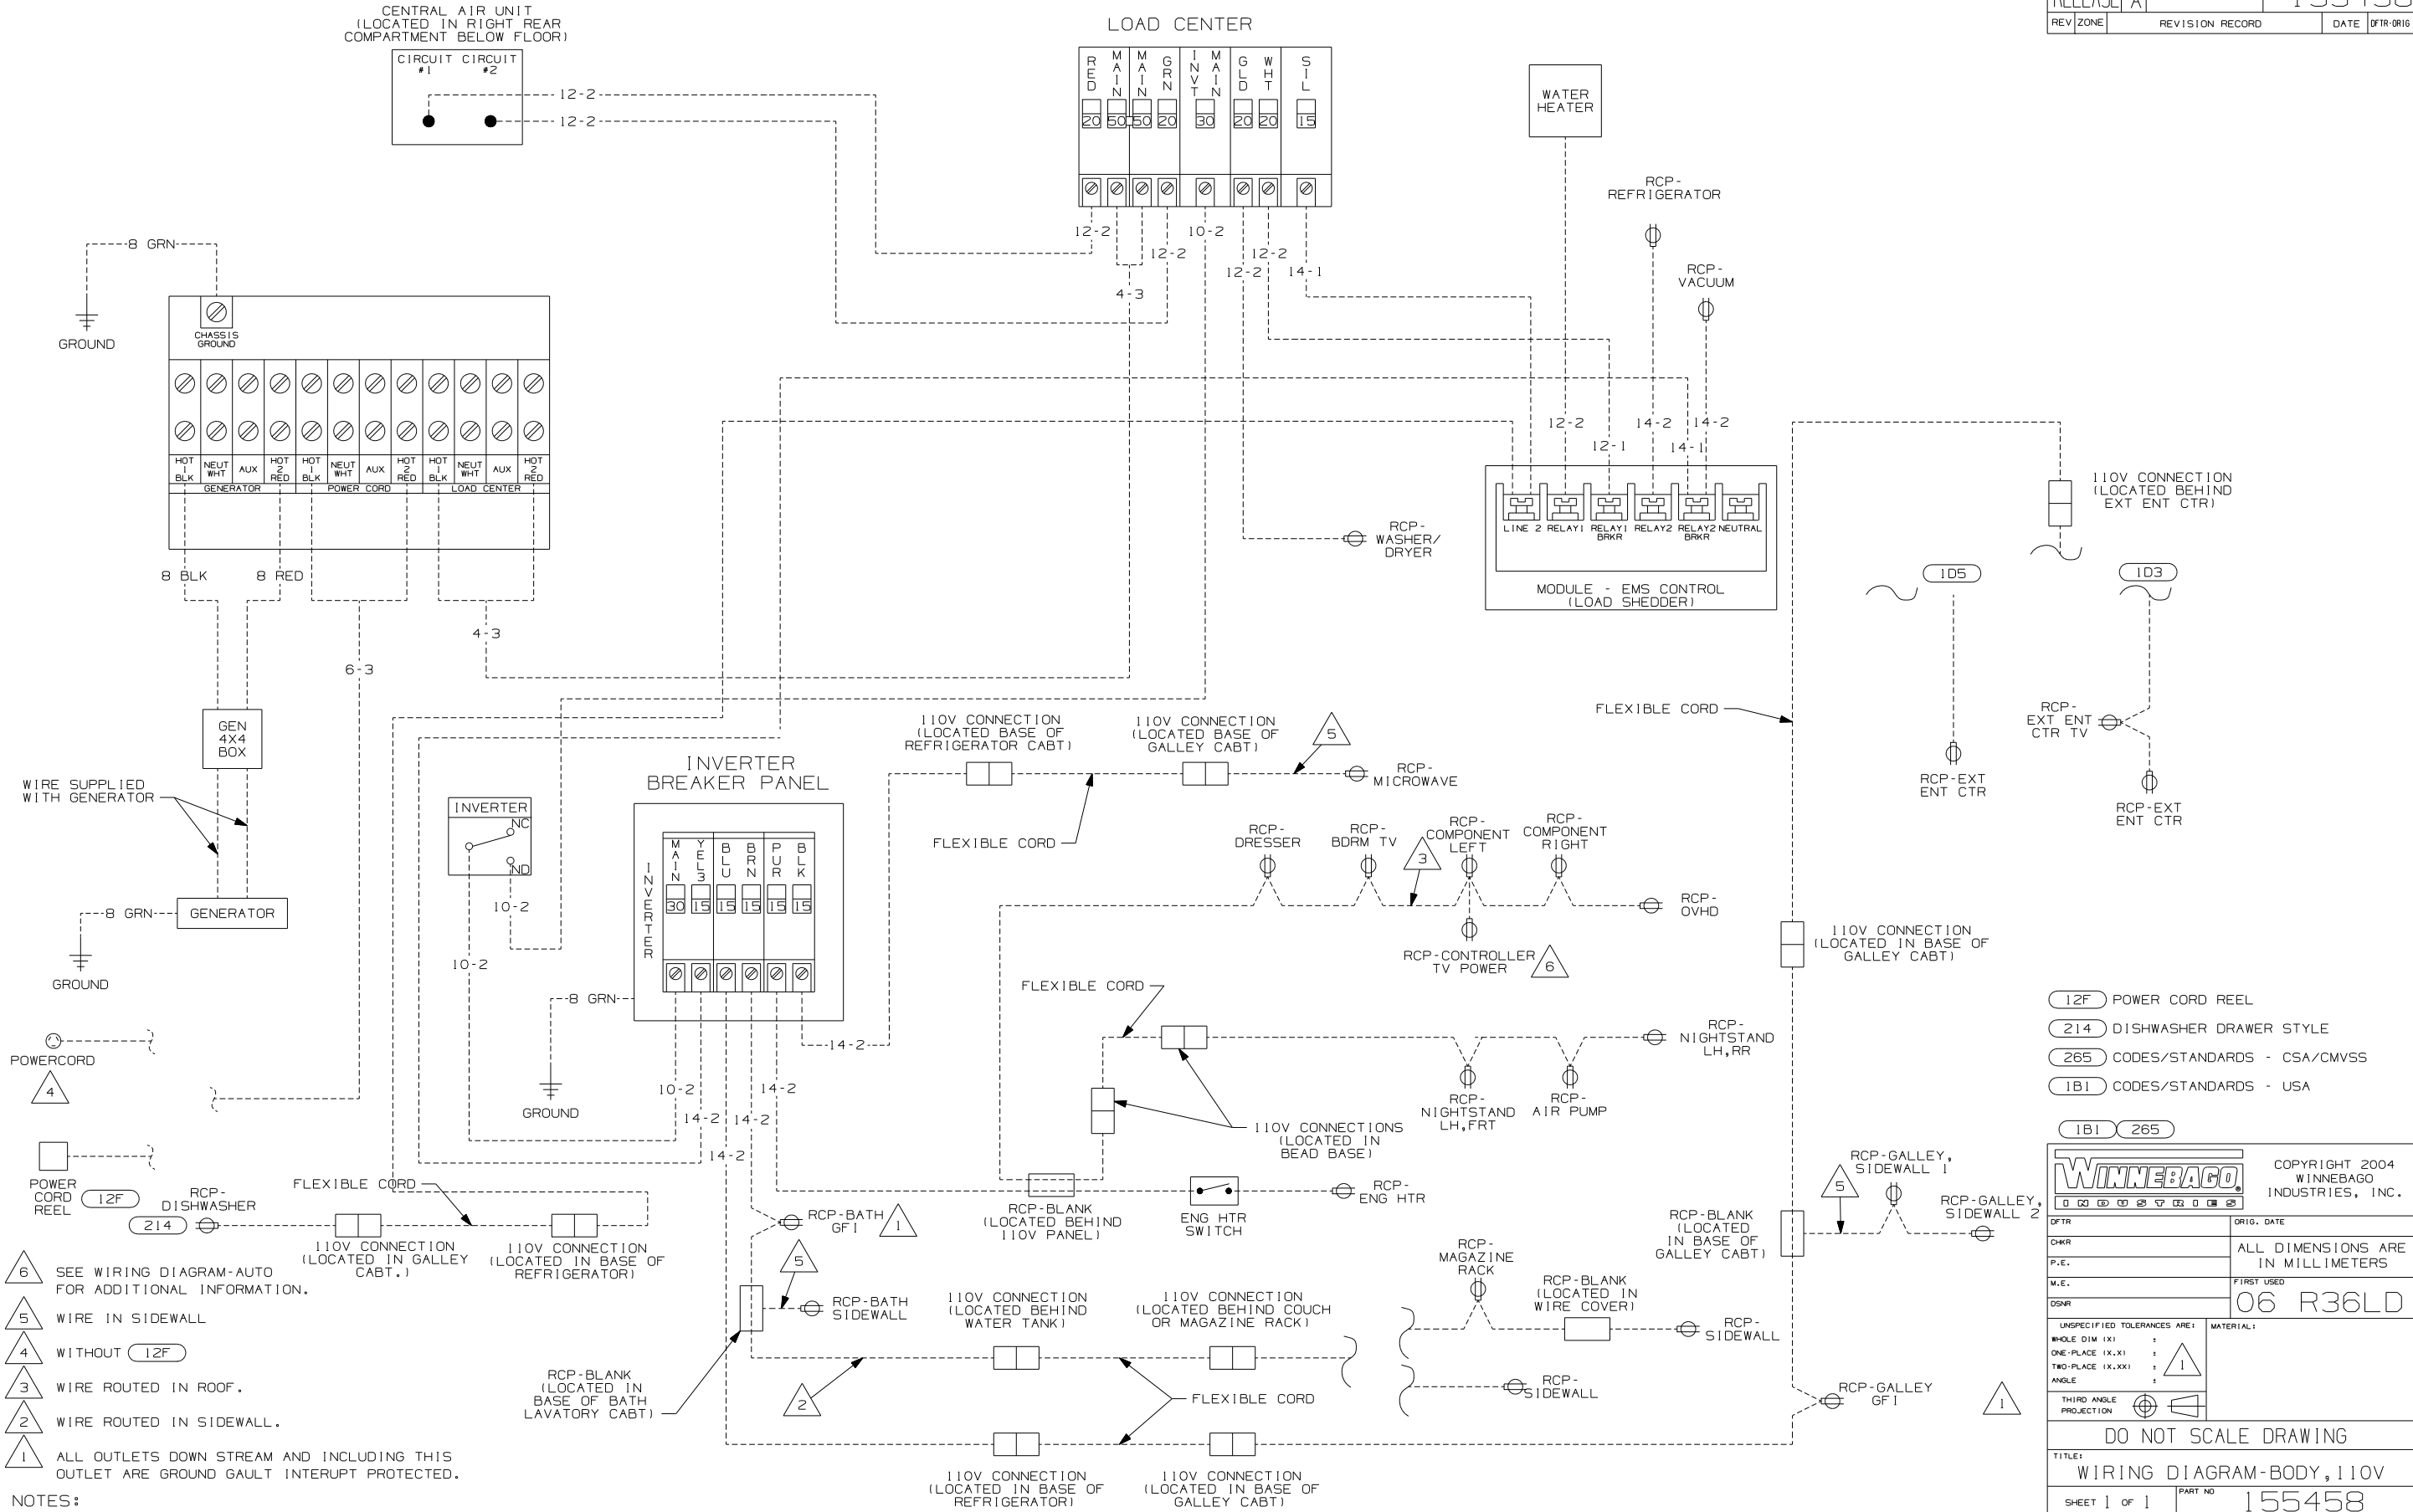 CENTRAL AIR UNIT
(LOCATED IN RIGHT REAR
COMPARTMENT BELOW FLOOR)
CIRCUIT #1
CIRCUIT #2
12-2
12-2
LOAD CENTER
RED MAIN MAIN GRN INVT MAIN GLD WHT SIL
20 50 50 20 30 20 20 15
12-2
12-2
10-2
12-2
12-2
14-1
4-3
WATER
HEATER
RCP-
REFRIGERATOR
RCP-
VACUUM
RELEASE A
REV ZONE REVISION RECORD DATE DFTR-ORIG
8 GRN
GROUND
CHASSIS
GROUND
HOT 1 BLK
NEUT WHT
AUX
HOT 2 RED
HOT 1 BLK
NEUT WHT
AUX
HOT 2 RED
HOT 1 BLK
NEUT WHT
AUX
HOT 2 RED
GENERATOR POWER CORD LOAD CENTER
8 BLK
8 RED
4-3
6-3
12-2
12-1
14-2
14-1
14-2
LINE 2 RELAY1 RELAY1 BRKR RELAY2 RELAY2 BRKR NEUTRAL
MODULE - EMS CONTROL
(LOAD SHEDDER)
RCP-
WASHER/
DRYER
110V CONNECTION
(LOCATED BEHIND
EXT ENT CTR)
1D5
1D3
RCP-EXT
ENT CTR
RCP-
EXT ENT
CTR TV
RCP-EXT
ENT CTR
FLEXIBLE CORD
GEN
4X4
BOX
WIRE SUPPLIED
WITH GENERATOR
GENERATOR
8 GRN
GROUND
INVERTER
NC
NO
10-2
10-2
INVERTER
BREAKER PANEL
INVERTER
MAIN YEL3 BLU BRN PUR BLK
30 15 15 15 15 15
8 GRN
GROUND
10-2
14-2
14-2
14-2
14-2
14-2
110V CONNECTION
(LOCATED BASE OF
REFRIGERATOR CABT)
110V CONNECTION
(LOCATED BASE OF
GALLEY CABT)
5
RCP-
MICROWAVE
FLEXIBLE CORD
RCP-
DRESSER
RCP-
BDRM TV
3
RCP-
COMPONENT
LEFT
RCP-
COMPONENT
RIGHT
RCP-
OVHD
RCP-CONTROLLER
TV POWER
6
FLEXIBLE CORD
RCP-
NIGHTSTAND
LH,RR
RCP-
NIGHTSTAND
LH,FRT
RCP-
AIR PUMP
110V CONNECTIONS
(LOCATED IN
BEAD BASE)
110V CONNECTION
(LOCATED IN BASE OF
GALLEY CABT)
POWERCORD
4
POWER
CORD
REEL
12F
214
RCP-
DISHWASHER
FLEXIBLE CORD
110V CONNECTION
(LOCATED IN GALLEY
CABT.)
110V CONNECTION
(LOCATED IN BASE OF
REFRIGERATOR)
RCP-BLANK
(LOCATED BEHIND
110V PANEL)
ENG HTR
SWITCH
RCP-
ENG HTR
RCP-BATH
GFI
1
5
RCP-BATH
SIDEWALL
RCP-BLANK
(LOCATED IN
BASE OF BATH
LAVATORY CABT)
2
110V CONNECTION
(LOCATED BEHIND
WATER TANK)
110V CONNECTION
(LOCATED BEHIND COUCH
OR MAGAZINE RACK)
FLEXIBLE CORD
110V CONNECTION
(LOCATED IN BASE OF
REFRIGERATOR)
110V CONNECTION
(LOCATED IN BASE OF
GALLEY CABT)
RCP-
MAGAZINE
RACK
RCP-BLANK
(LOCATED IN
WIRE COVER)
RCP-
SIDEWALL
RCP-
SIDEWALL
RCP-BLANK
(LOCATED
IN BASE OF
GALLEY CABT)
5
RCP-GALLEY,
SIDEWALL 1
RCP-GALLEY,
SIDEWALL 2
RCP-GALLEY
GFI
1
6 SEE WIRING DIAGRAM-AUTO
FOR ADDITIONAL INFORMATION.
5 WIRE IN SIDEWALL
4 WITHOUT 12F
3 WIRE ROUTED IN ROOF.
2 WIRE ROUTED IN SIDEWALL.
1 ALL OUTLETS DOWN STREAM AND INCLUDING THIS
OUTLET ARE GROUND GAULT INTERUPT PROTECTED.
NOTES:
12F POWER CORD REEL
214 DISHWASHER DRAWER STYLE
265 CODES/STANDARDS - CSA/CMVSS
1B1 CODES/STANDARDS - USA
1B1 265
WINNEBAGO
INDUSTRIES
COPYRIGHT 2004
WINNEBAGO
INDUSTRIES, INC.
DFTR
ORIG. DATE
CHKR
ALL DIMENSIONS ARE
IN MILLIMETERS
P.E.
M.E.
FIRST USED
DSNR
06 R36LD
UNSPECIFIED TOLERANCES ARE:
MATERIAL:
WHOLE DIM (X) :
ONE-PLACE (X.X) :
TWO-PLACE (X.XX) :
ANGLE :
1
THIRD ANGLE
PROJECTION
DO NOT SCALE DRAWING
TITLE:
WIRING DIAGRAM-BODY,110V
SHEET 1 OF 1
PART NO
155458